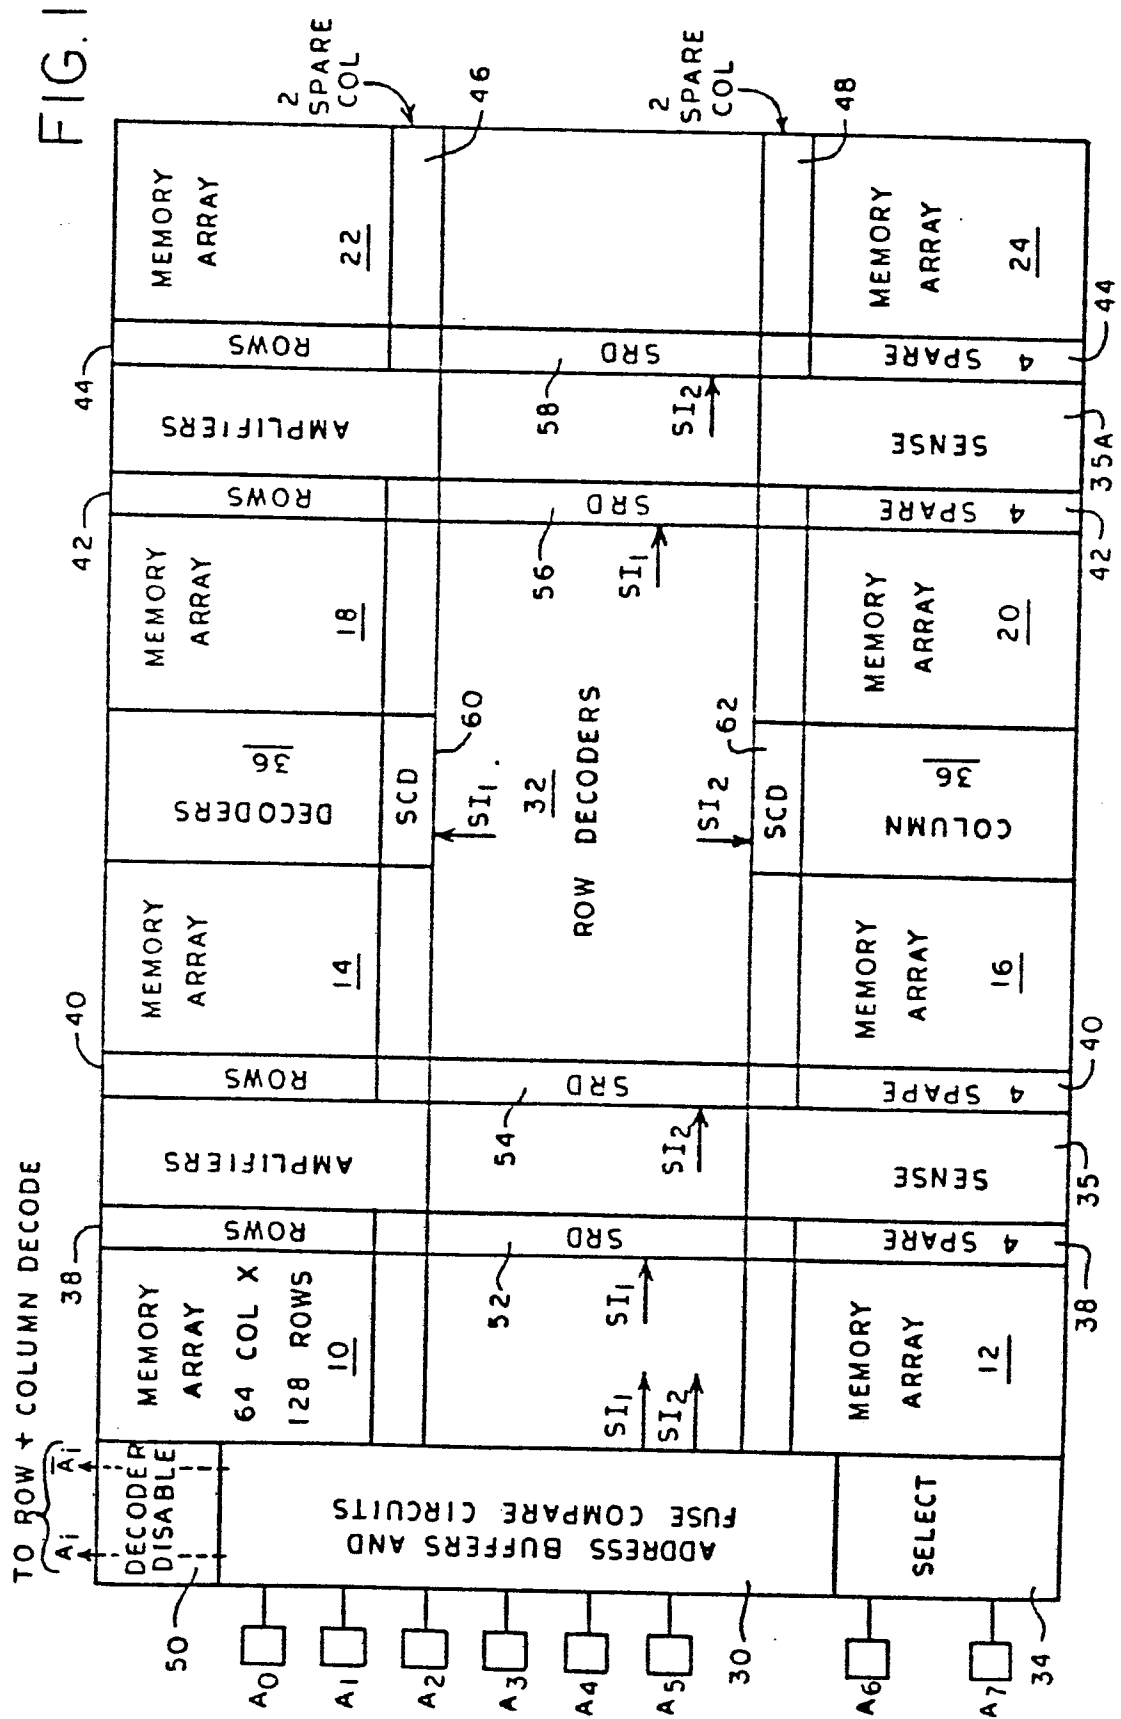 FIG. 1
TO ROW + COLUMN DECODE
Ai
A̅i
DECODER
DISABLE
50
ADDRESS BUFFERS AND
FUSE COMPARE CIRCUITS
30
SELECT
34
A0
A1
A2
A3
A4
A5
A6
A7
MEMORY
ARRAY
64 COL X
128 ROWS
10
38
ROWS
AMPLIFIERS
40
ROWS
MEMORY
ARRAY
14
DECODERS
36
MEMORY
ARRAY
18
42
ROWS
AMPLIFIERS
44
ROWS
MEMORY
ARRAY
22
2
SPARE
COL
46
SCD
60
SI1
SI1
SI2
SI1
52
SRD
54
SRD
SI2
32
ROW DECODERS
SI1
56
SRD
58
SRD
SI2
SI2
62
SCD
2
SPARE
COL
48
MEMORY
ARRAY
12
4 SPARE
38
SENSE
35
4 SPARE
40
MEMORY
ARRAY
16
COLUMN
36
MEMORY
ARRAY
20
4 SPARE
42
SENSE
35A
4 SPARE
44
MEMORY
ARRAY
24